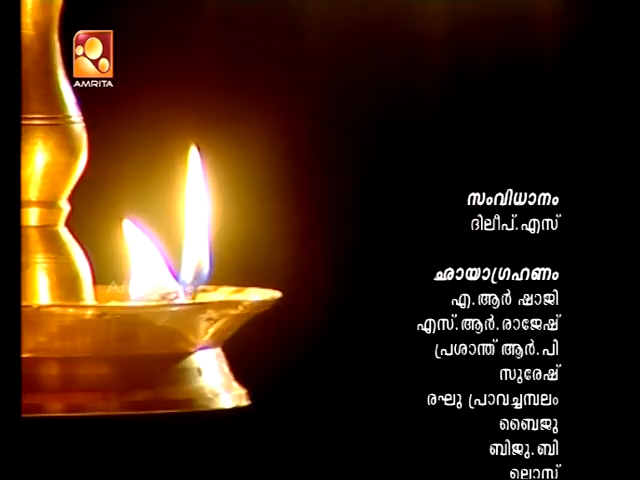 AMRITA
സംവിധാനം
ദിലീപ്.എസ്
ഛായാഗ്രഹണം
എ.ആർ ഷാജി
എസ്.ആർ.രാജേഷ്
പ്രശാന്ത് ആർ.പി
സുരേഷ്
രഘു പ്രാവച്ചമ്പലം
ബൈജു
ബിജു.ബി